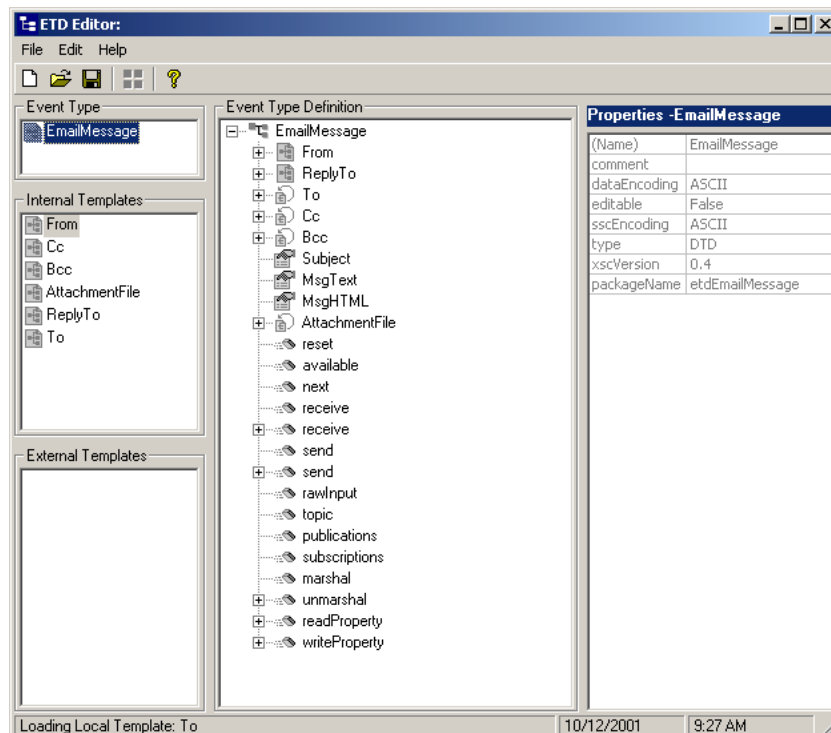 ETD Editor:
File Edit Help
Event Type
EmailMessage
Internal Templates
From
Cc
Bcc
AttachmentFile
ReplyTo
To
External Templates
Event Type Definition
EmailMessage
From
ReplyTo
To
Cc
Bcc
Subject
MsgText
MsgHTML
AttachmentFile
reset
available
next
receive
receive
send
send
rawInput
topic
publications
subscriptions
marshal
unmarshal
readProperty
writeProperty
Properties -EmailMessage
(Name) EmailMessage
comment
dataEncoding ASCII
editable False
sscEncoding ASCII
type DTD
xscVersion 0.4
packageName etdEmailMessage
Loading Local Template: To
10/12/2001
9:27 AM